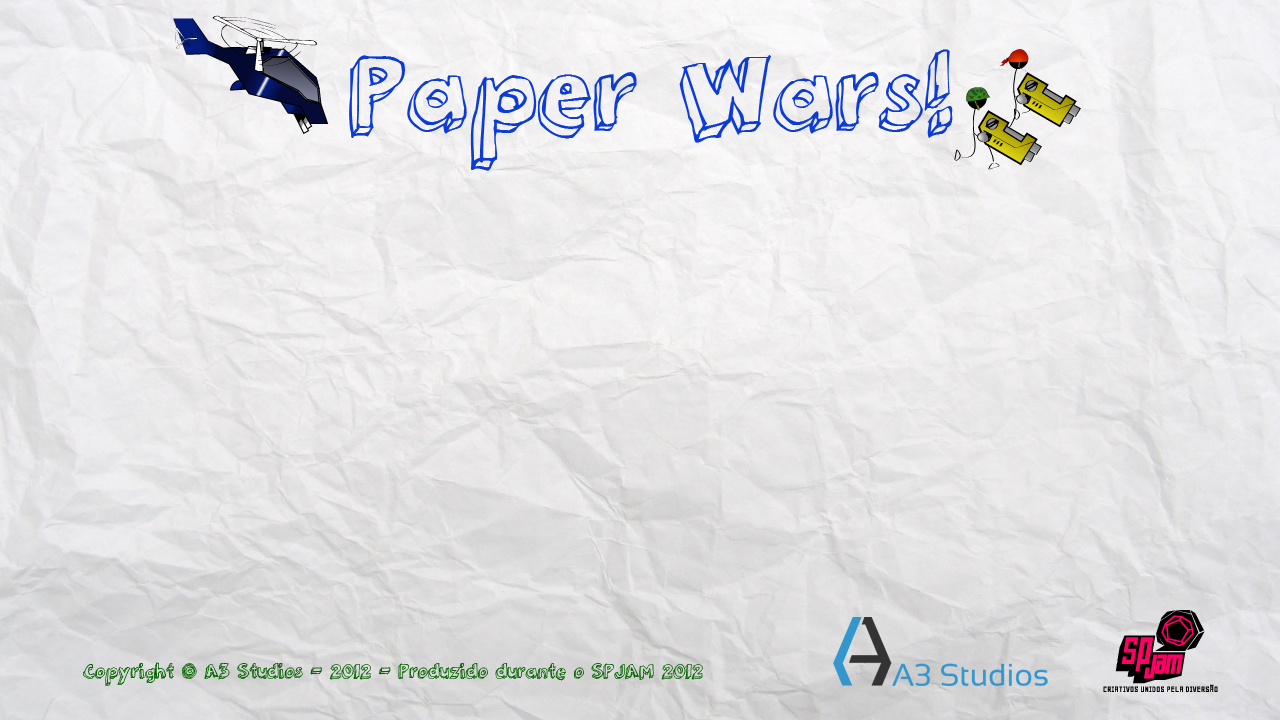 Paper Wars!
Copyright © A3 Studios - 2012 - Produzido durante o SPJAM 2012
A3 Studios
SPJam
CRIATIVOS UNIDOS PELA DIVERSÃO